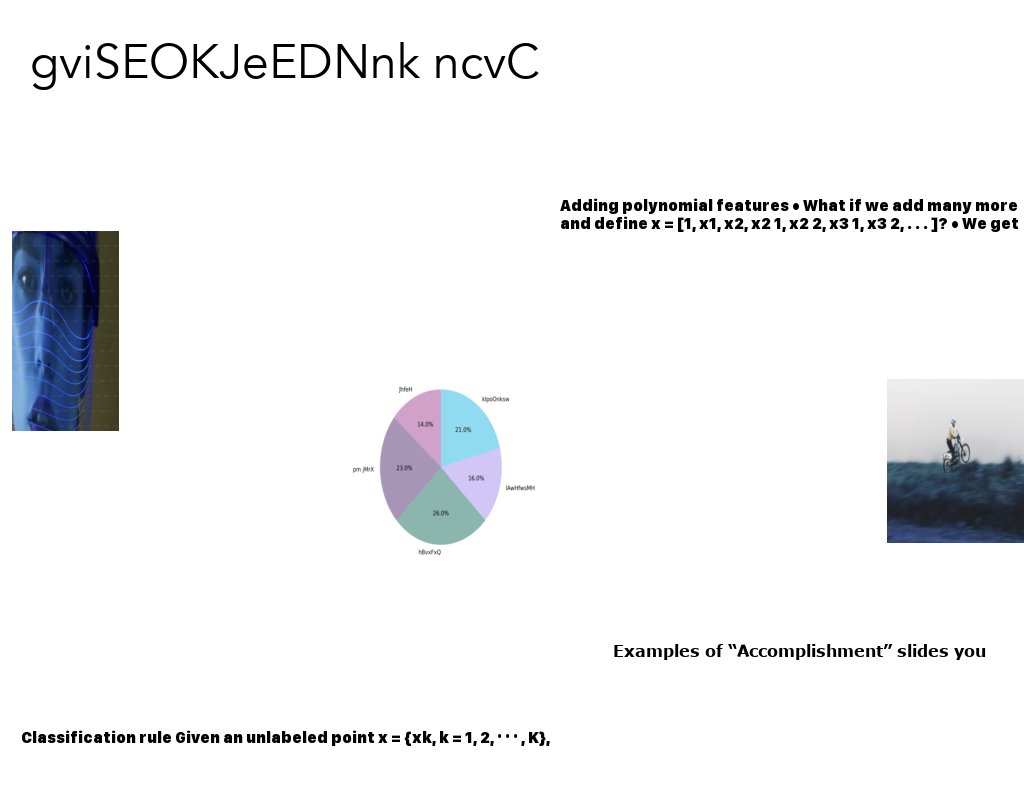 gviSEOKJeEDNnk ncvC
Adding polynomial features • What if we add many more
and define x = [1, x1, x2, x2 1, x2 2, x3 1, x3 2, . . . ]? • We get
JhfeH
klpoOnksw
14.0%
21.0%
pm jMrX
23.0%
16.0%
26.0%
hBvxFxQ
Examples of “Accomplishment” slides you
Classification rule Given an unlabeled point x = {xk, k = 1, 2, · · · , K},